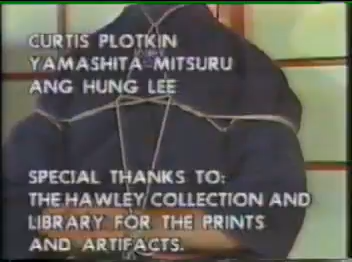 CURTIS PLOTKIN
YAMASHITA MITSURU
ANG HUNG LEE
SPECIAL THANKS TO:
THE HAWLEY COLLECTION AND
LIBRARY FOR THE PRINTS
AND ARTIFACTS.